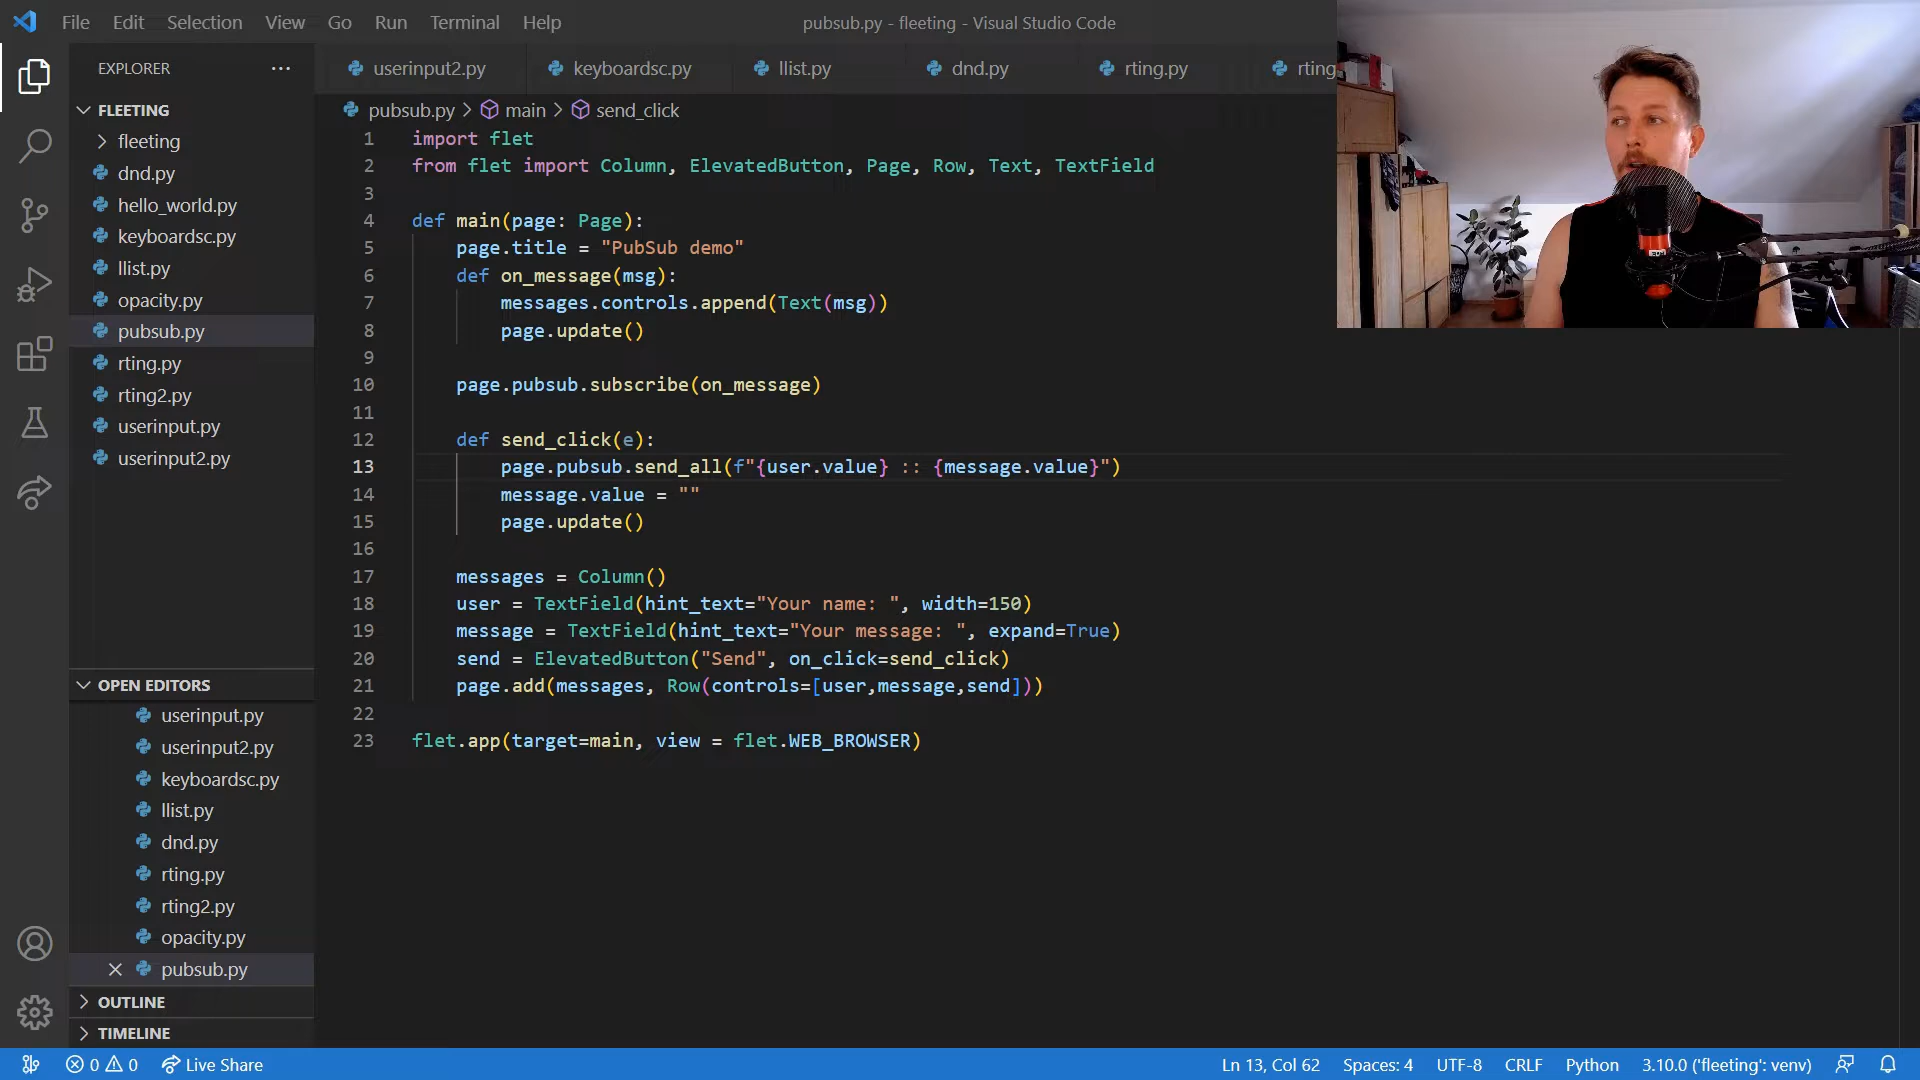 File Edit Selection View Go Run Terminal Help
pubsub.py - fleeting - Visual Studio Code
EXPLORER
FLEETING
fleeting
dnd.py
hello_world.py
keyboardsc.py
llist.py
opacity.py
pubsub.py
rting.py
rting2.py
userinput.py
userinput2.py
OPEN EDITORS
userinput.py
userinput2.py
keyboardsc.py
llist.py
dnd.py
rting.py
rting2.py
opacity.py
pubsub.py
OUTLINE
TIMELINE
userinput2.py keyboardsc.py llist.py dnd.py rting.py rting
pubsub.py > main > send_click
1 import flet
2 from flet import Column, ElevatedButton, Page, Row, Text, TextField
3
4 def main(page: Page):
5 page.title = "PubSub demo"
6 def on_message(msg):
7 messages.controls.append(Text(msg))
8 page.update()
9
10 page.pubsub.subscribe(on_message)
11
12 def send_click(e):
13 page.pubsub.send_all(f"{user.value} :: {message.value}")
14 message.value = ""
15 page.update()
16
17 messages = Column()
18 user = TextField(hint_text="Your name: ", width=150)
19 message = TextField(hint_text="Your message: ", expand=True)
20 send = ElevatedButton("Send", on_click=send_click)
21 page.add(messages, Row(controls=[user,message,send]))
22
23 flet.app(target=main, view = flet.WEB_BROWSER)
0 0 Live Share
Ln 13, Col 62 Spaces: 4 UTF-8 CRLF Python 3.10.0 ('fleeting': venv)